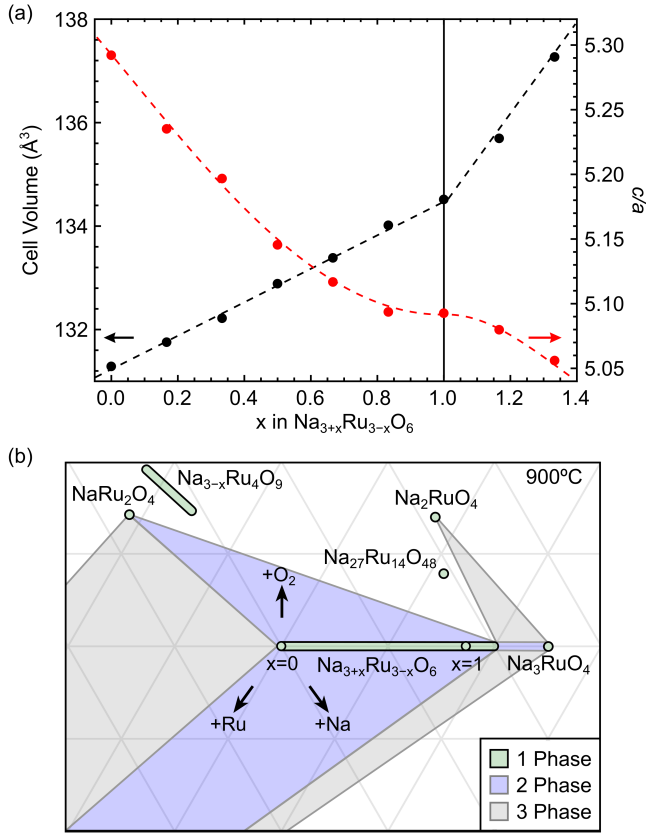 (a)
138
136
134
132
Cell Volume (Å³)
5.30
5.25
5.20
5.15
5.10
5.05
c/a
0.0 0.2 0.4 0.6 0.8 1.0 1.2 1.4
x in Na₃₊ₓRu₃₋ₓO₆
(b)
900ºC
Na₃₋ₓRu₄O₉
NaRu₂O₄
Na₂RuO₄
Na₂₇Ru₁₄O₄₈
+O₂
x=0 Na₃₊ₓRu₃₋ₓO₆ x=1 Na₃RuO₄
+Ru +Na
1 Phase
2 Phase
3 Phase